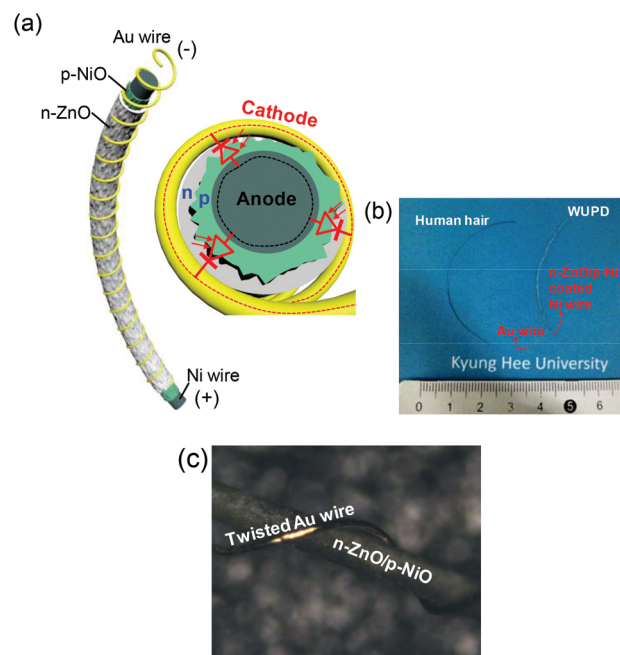 (a)
Au wire
(-)
p-NiO
n-ZnO
Cathode
n
p
Anode
Ni wire
(+)
(b)
Human hair
WUPD
n-ZnO/p-Ni
coated
Ni wire
Au wire
Kyung Hee University
0 1 2 3 4 5 6
(c)
Twisted Au wire
n-ZnO/p-NiO